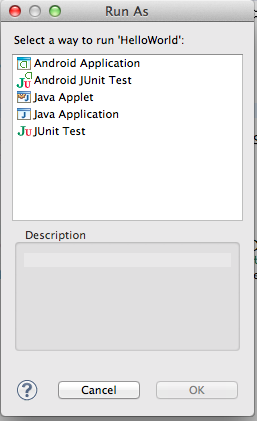 Run As
Select a way to run 'HelloWorld':
Android Application
Android JUnit Test
Java Applet
Java Application
JUnit Test
Description
? Cancel OK